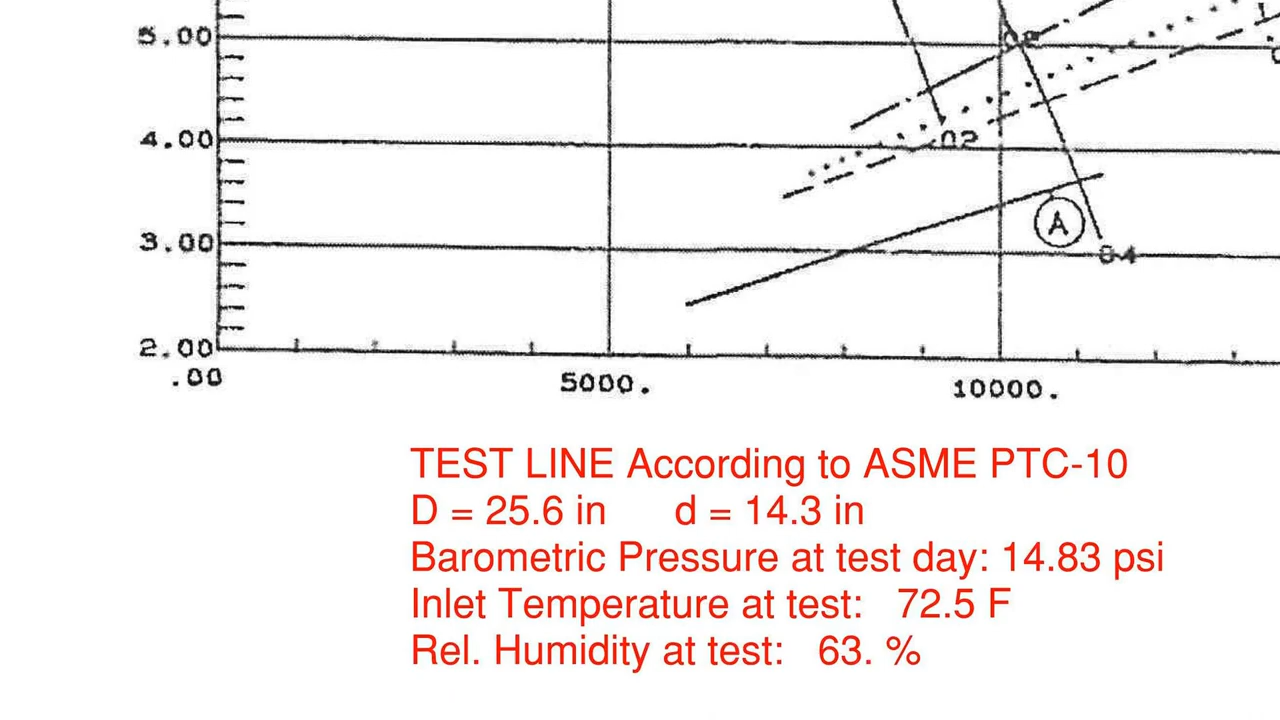 5.00
08
4.00
02
A
3.00
04
2.00
.00 5000. 10000.
TEST LINE According to ASME PTC-10
D = 25.6 in d = 14.3 in
Barometric Pressure at test day: 14.83 psi
Inlet Temperature at test: 72.5 F
Rel. Humidity at test: 63. %